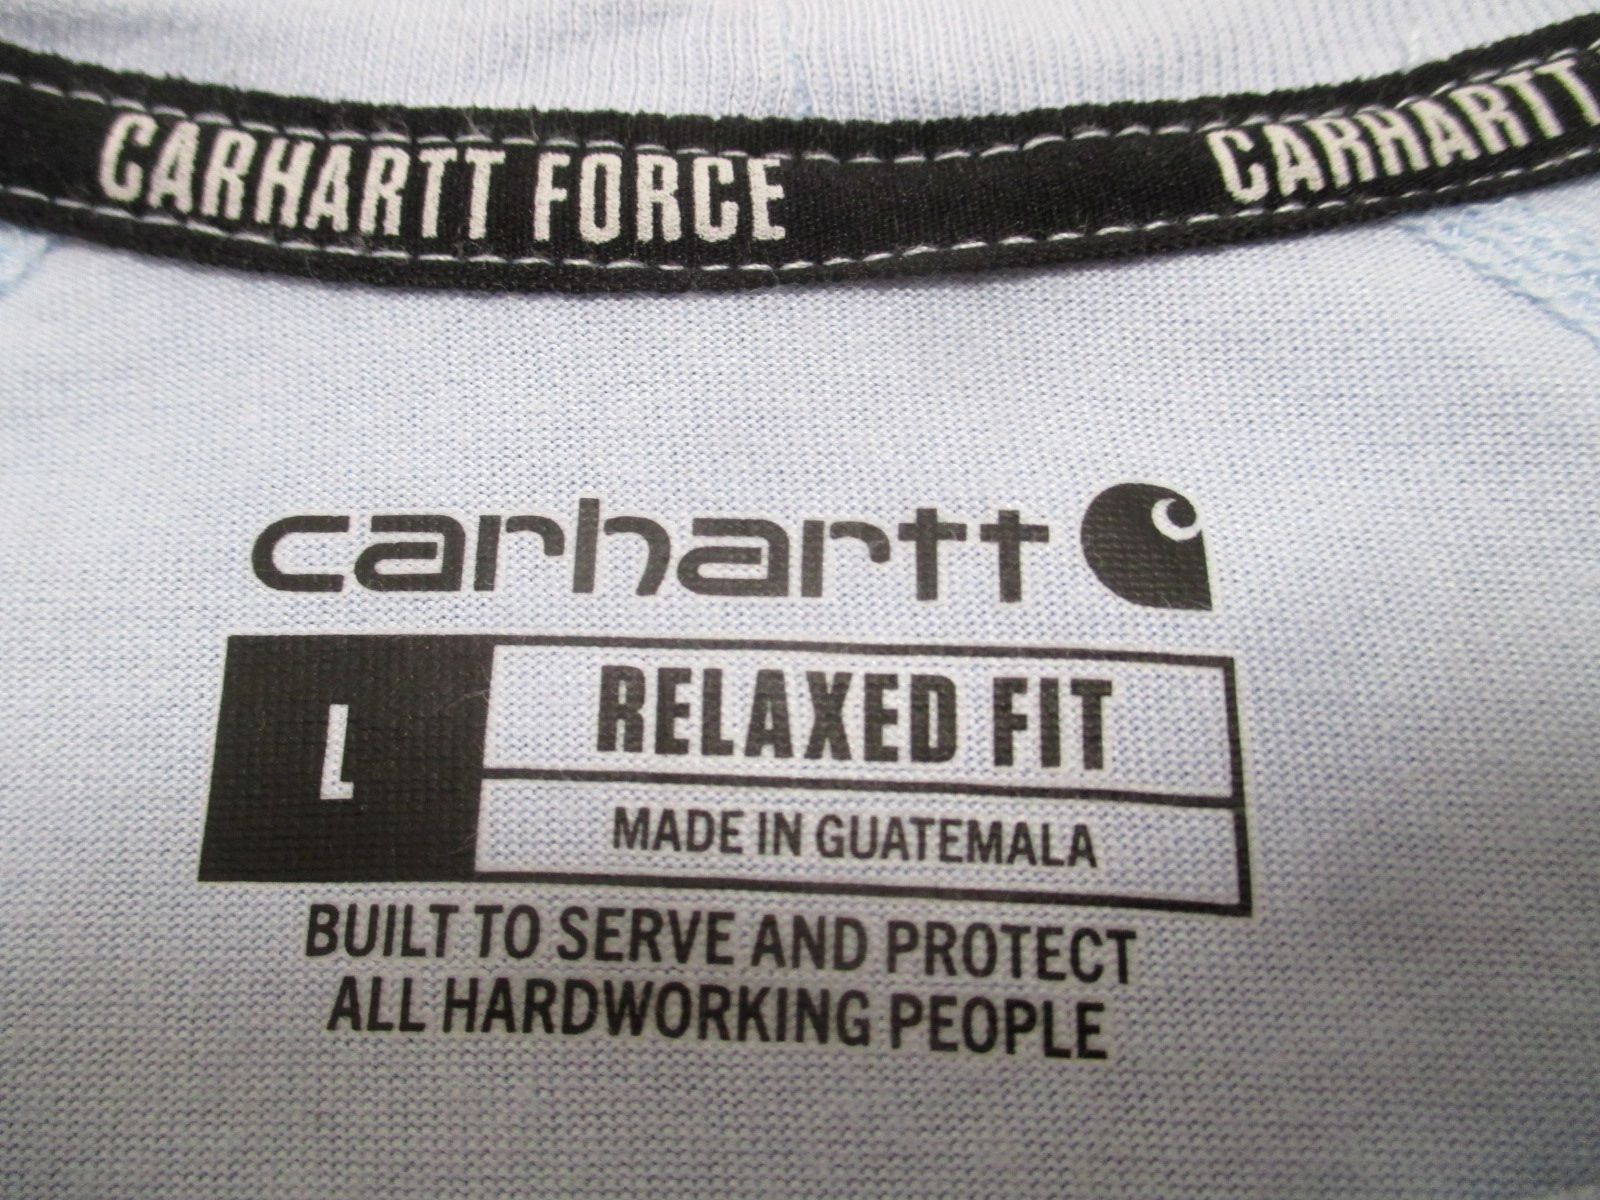 CARHARTT FORCE CARHARTT
carhartt
L RELAXED FIT
MADE IN GUATEMALA
BUILT TO SERVE AND PROTECT
ALL HARDWORKING PEOPLE